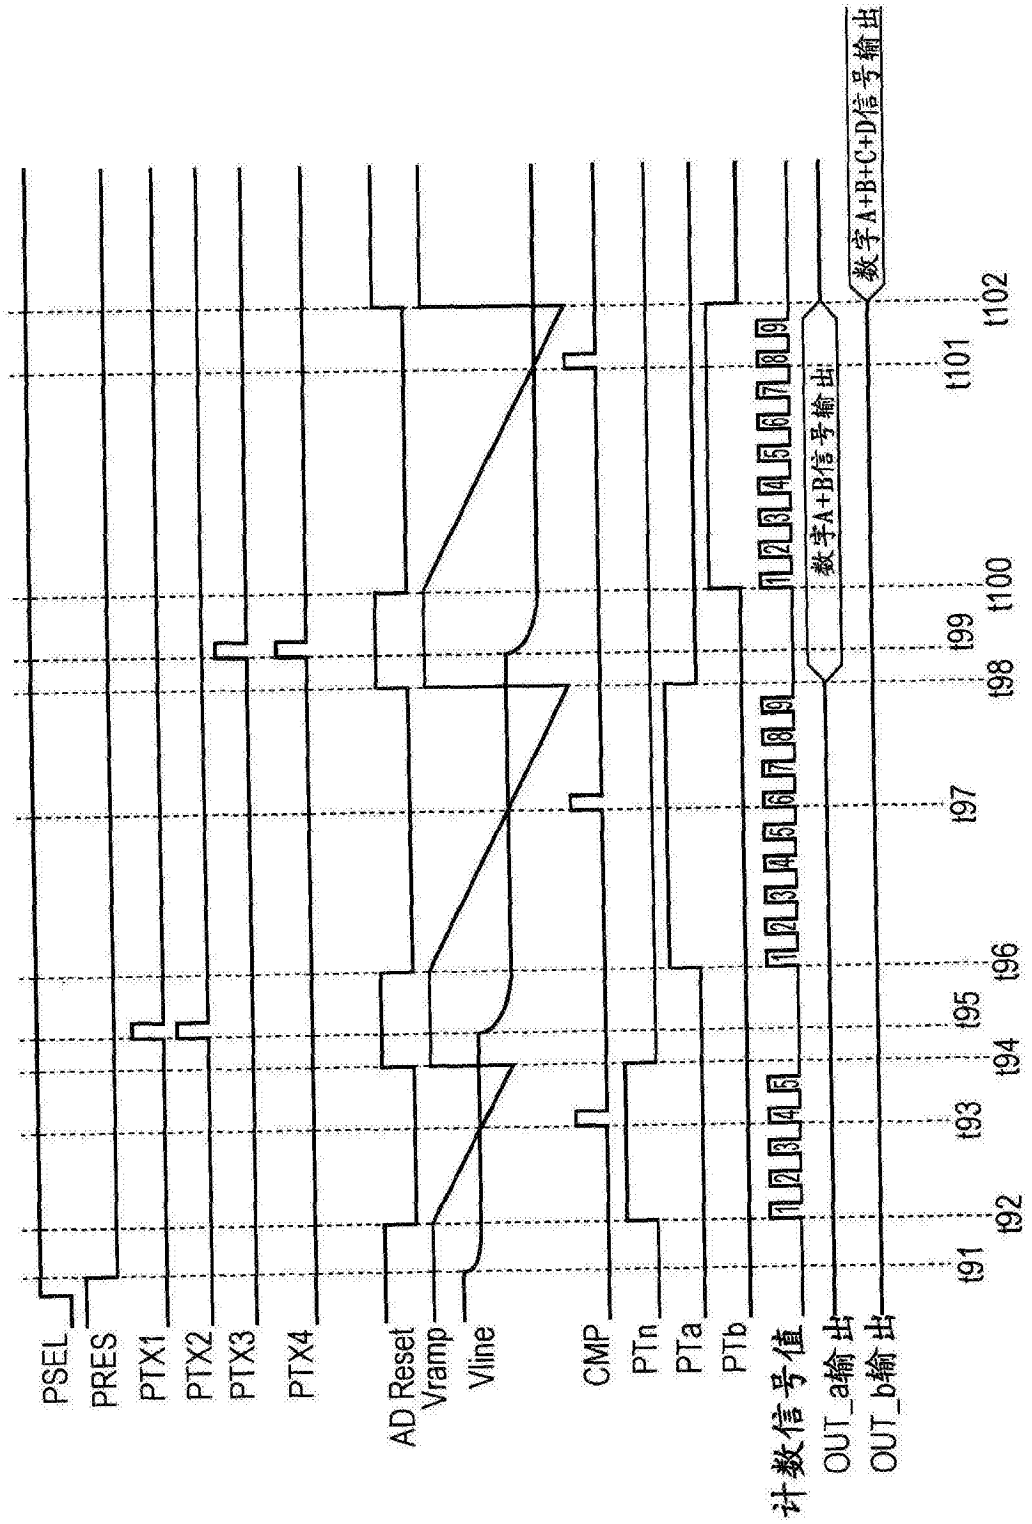 PSEL
PRES
PTX1
PTX2
PTX3
PTX4
AD Reset
Vramp
Vline
CMP
PTn
PTa
PTb
计数信号值
1 2 3 4 5
1 2 3 4 5 6 7 8 9
1 2 3 4 5 6 7 8 9
OUT_a输出
数字A+B信号输出
OUT_b输出
数字A+B+C+D信号输出
t91
t92
t93
t94
t95
t96
t97
t98
t99
t100
t101
t102